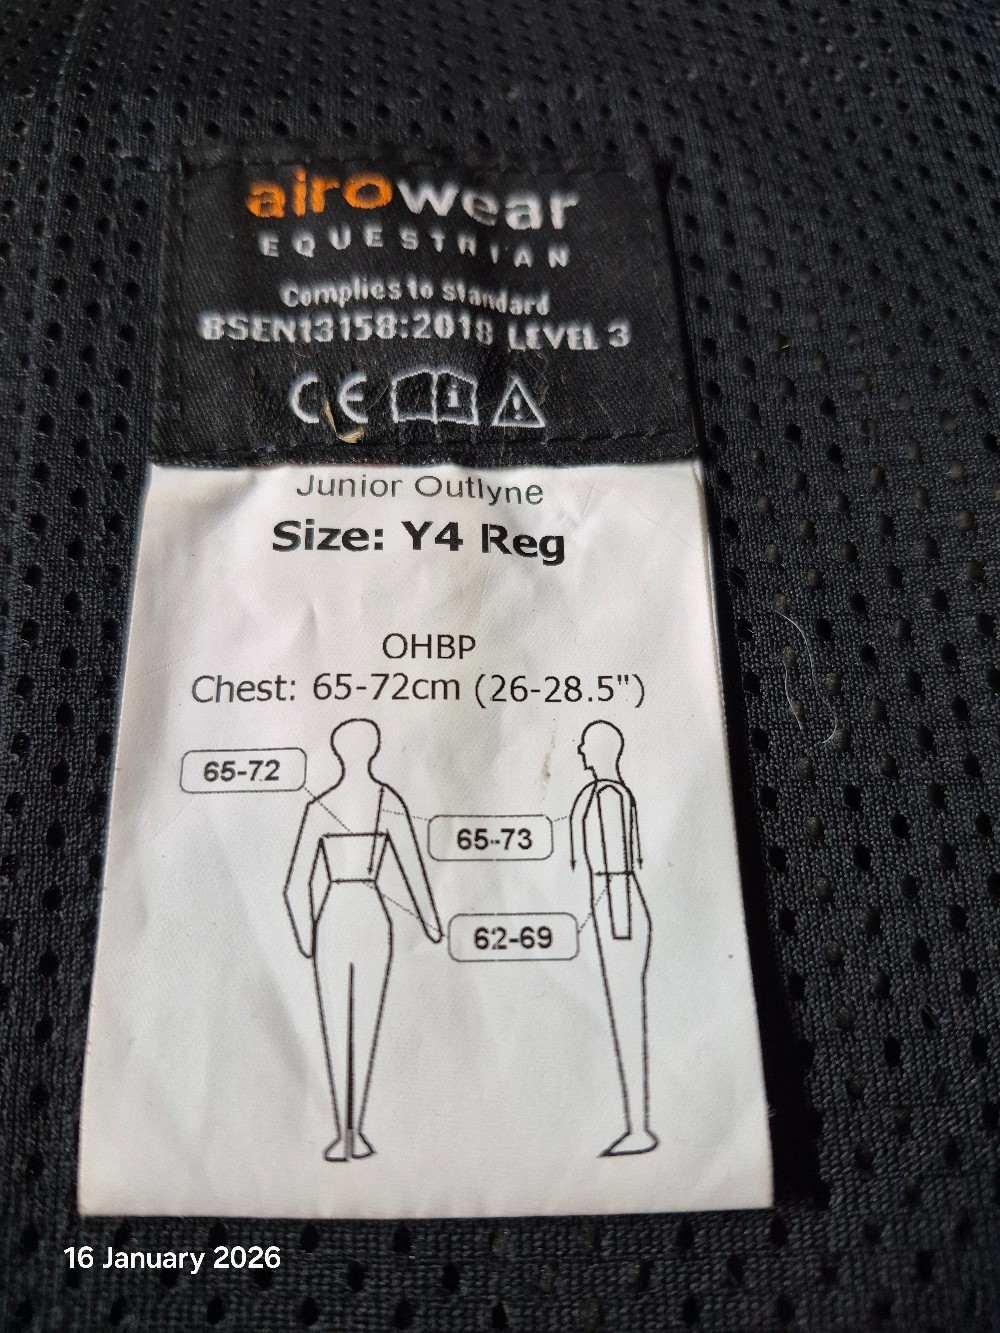 airowear
EQUESTRIAN
Complies to standard
BSEN13158:2018 LEVEL 3
CE
Junior Outlyne
Size: Y4 Reg
OHBP
Chest: 65-72cm (26-28.5")
65-72
65-73
62-69
16 January 2026